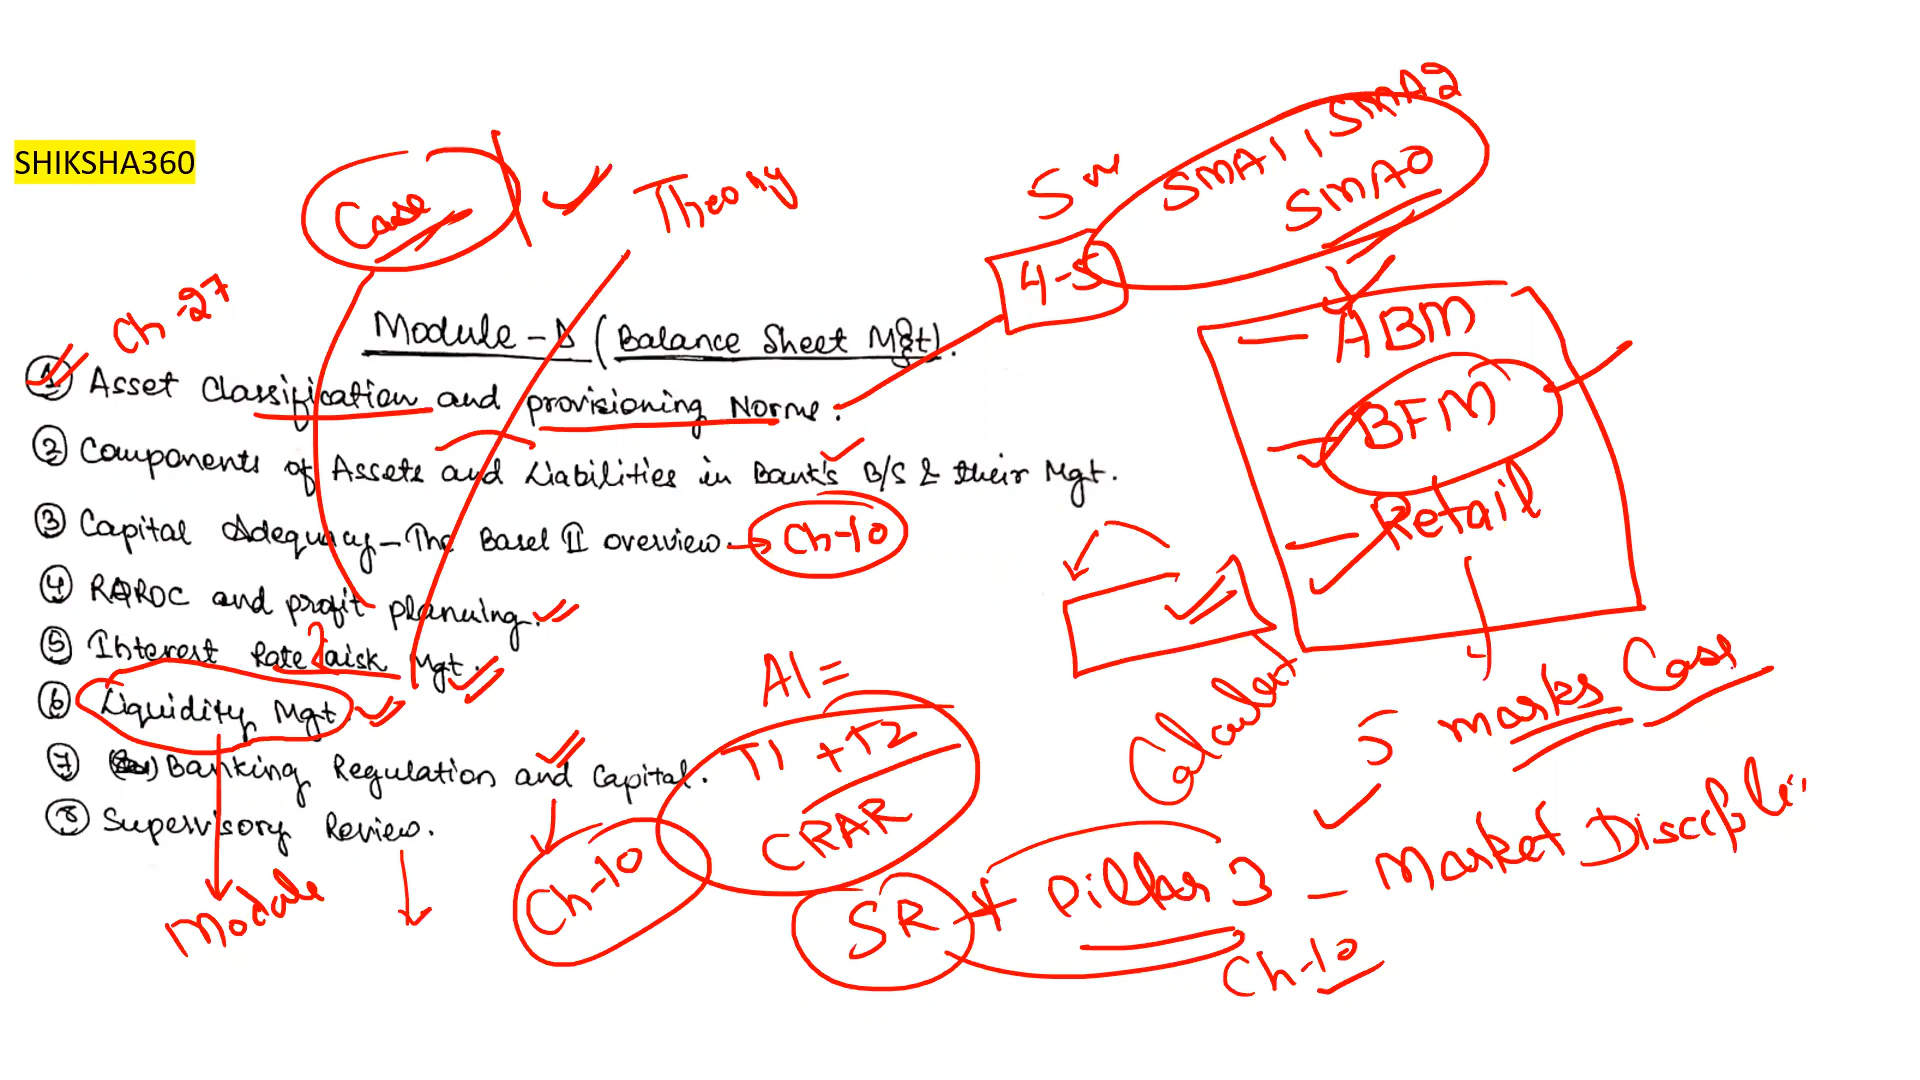 SHIKSHA360
Case
Theory
5
4-5
SMA1, SMA2
SMA0
Ch-27
Module - D (Balance Sheet Mgt).
① Asset Classification and provisioning Norms.
② Components of Assets and Liabilities in Bank's B/S & their Mgt.
③ Capital Adequacy - The Basel II overview. → Ch-10
④ RAROC and profit planning.
⑤ Interest Rate Risk Mgt.
⑥ Liquidity Mgt.
⑦ Banking Regulation and Capital.
⑧ Supervisory Review.
Module
Ch-10
A1 =
T1 + T2
CRAR
ABM
BFM
Retail
Calculat
5 marks Case
SR + Pillar 3 - Market Discipli
Ch-10